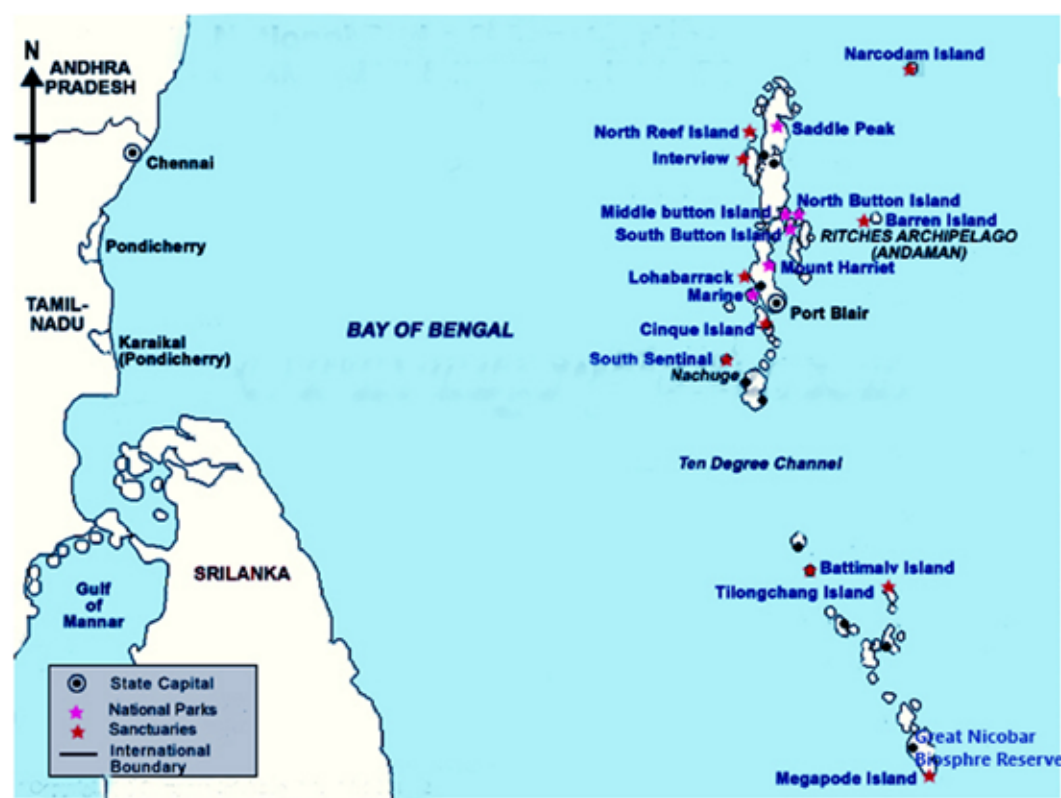 N
ANDHRA
PRADESH
Chennai
Pondicherry
TAMIL-
NADU
Karaikal
(Pondicherry)
BAY OF BENGAL
Narcodam Island
North Reef Island
Saddle Peak
Interview
North Button Island
Middle button Island
Barren Island
South Button Island
RITCHES ARCHIPELAGO
(ANDAMAN)
Mount Harriet
Lohabarrack
Marine
Port Blair
Cinque Island
South Sentinal
Nachuge
Ten Degree Channel
SRILANKA
Gulf
of
Mannar
Battimalv Island
Tilongchang Island
Great Nicobar
Biosphre Reserve
Megapode Island
State Capital
National Parks
Sanctuaries
International
Boundary